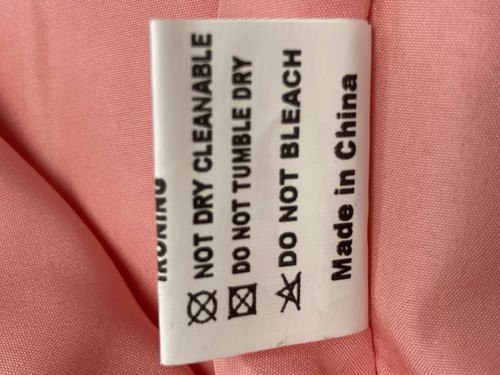 IRONING
NOT DRY CLEANABLE
DO NOT TUMBLE DRY
DO NOT BLEACH
Made in China